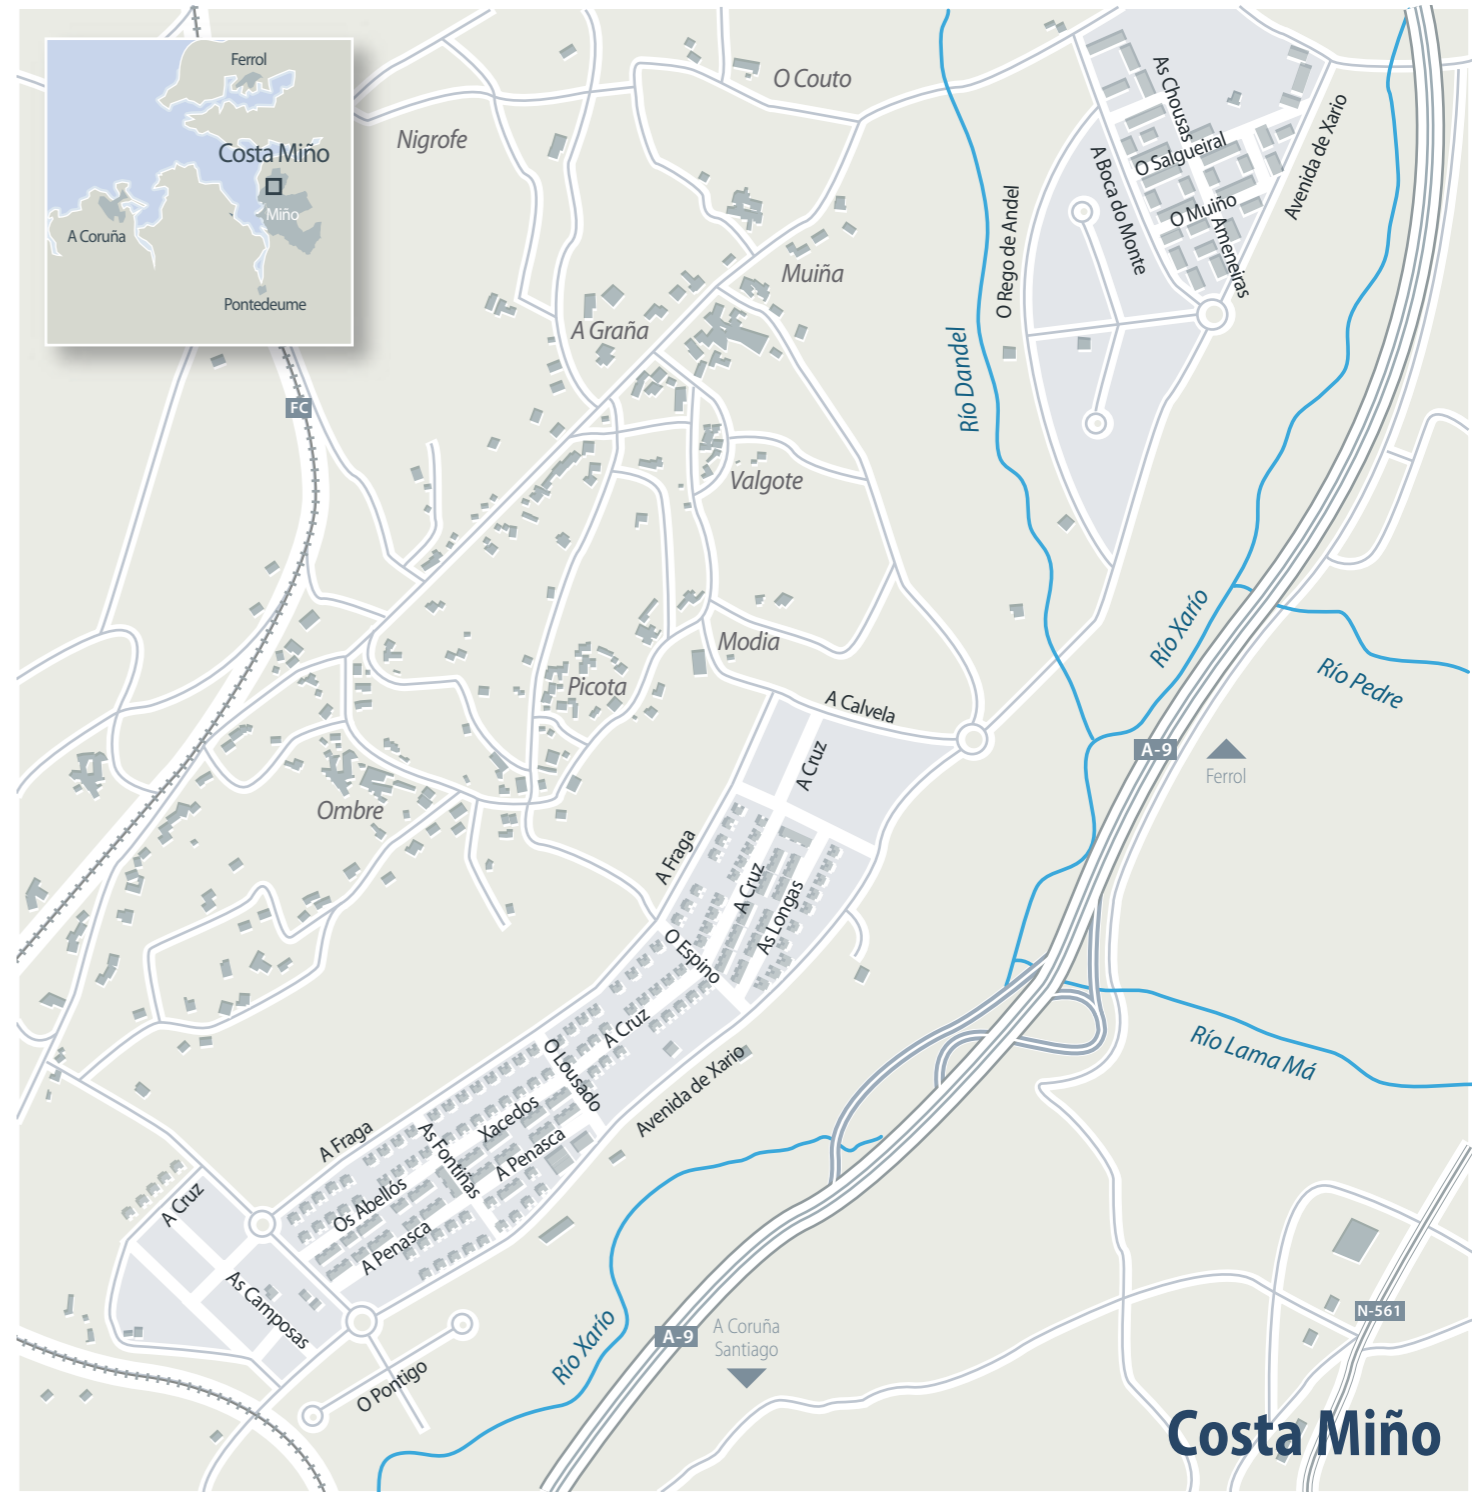 Ferrol
Costa Miño
Miño
A Coruña
Pontedeume
O Couto
Nigrofe
As Chousas
O Salgueiral
Avenida de Xario
A Boca do Monte
O Muiño
Ameneiras
O Rego de Andel
Muiña
A Graña
Río Dandel
FC
Valgote
Río Xarío
Modia
Río Pedre
Picota
A Calvela
A-9
Ferrol
A Cruz
Ombre
A Fraga
A Cruz
As Longas
O Espino
A Cruz
Río Lama Má
O Lousado
Avenida de Xario
Xacedos
A Fraga
As Fontiñas
A Penasca
A Cruz
Os Abellós
A Penasca
As Camposas
N-561
A-9
A Coruña
Santiago
Río Xarío
O Pontigo
Costa Miño